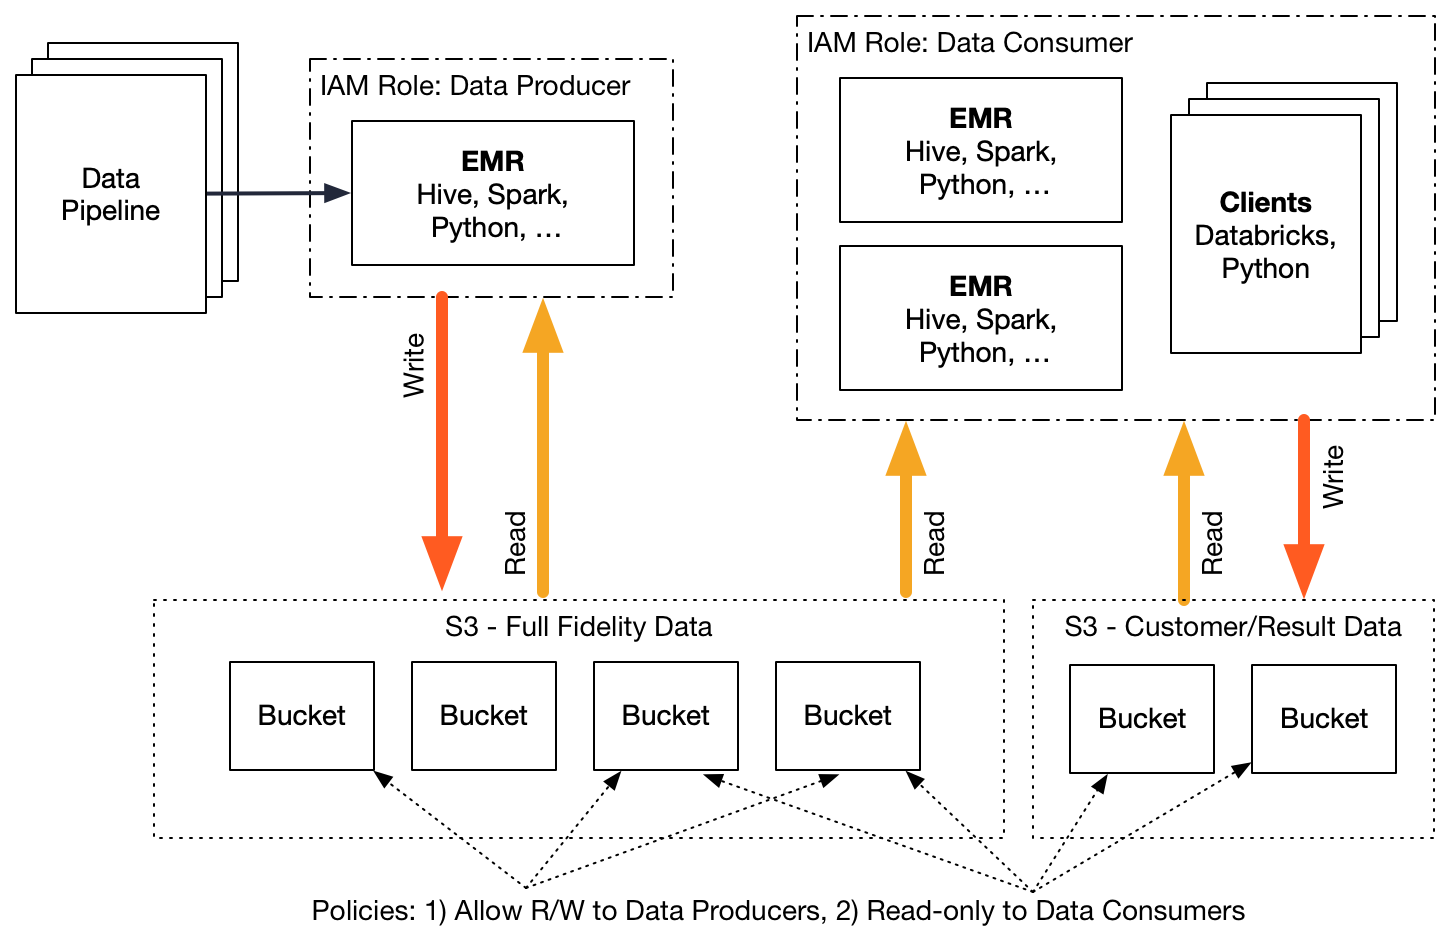 Data
Pipeline
IAM Role: Data Producer
EMR
Hive, Spark,
Python, …
IAM Role: Data Consumer
EMR
Hive, Spark,
Python, …
EMR
Hive, Spark,
Python, …
Clients
Databricks,
Python
Write
Read
Read
Read
Write
S3 - Full Fidelity Data
Bucket
Bucket
Bucket
Bucket
S3 - Customer/Result Data
Bucket
Bucket
Policies: 1) Allow R/W to Data Producers, 2) Read-only to Data Consumers